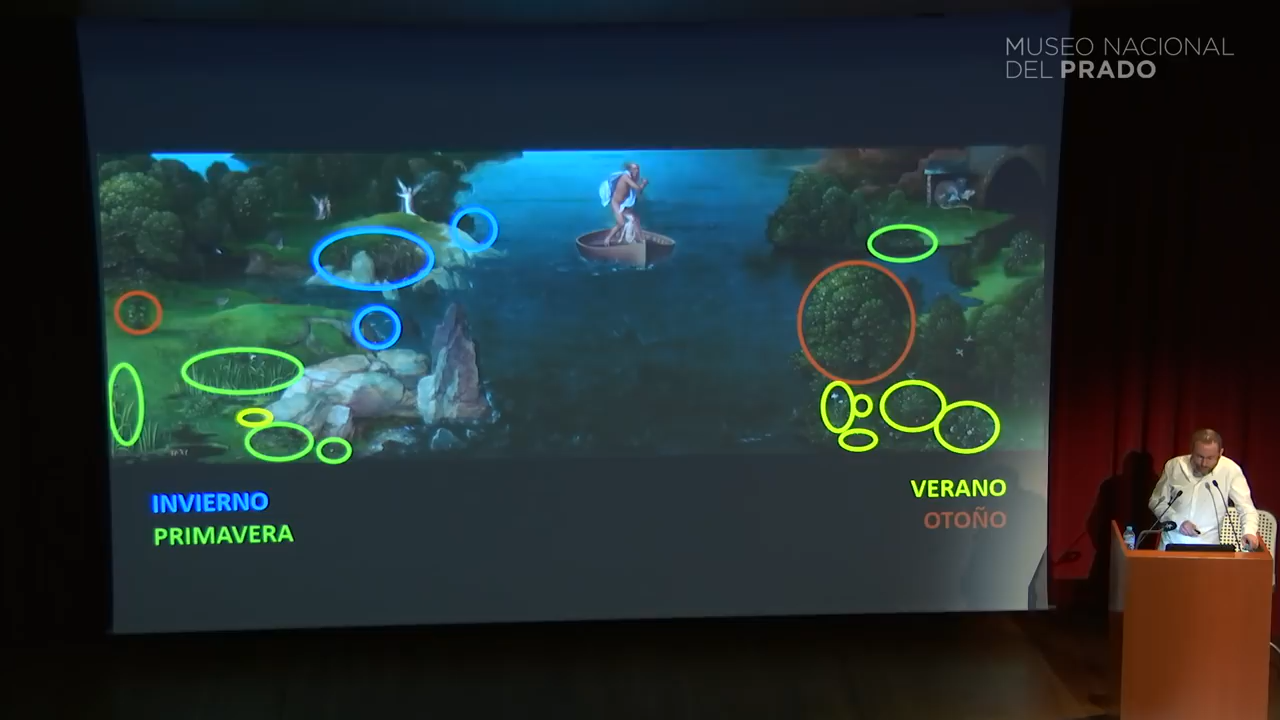 MUSEO NACIONAL
DEL PRADO
INVIERNO
PRIMAVERA
VERANO
OTOÑO